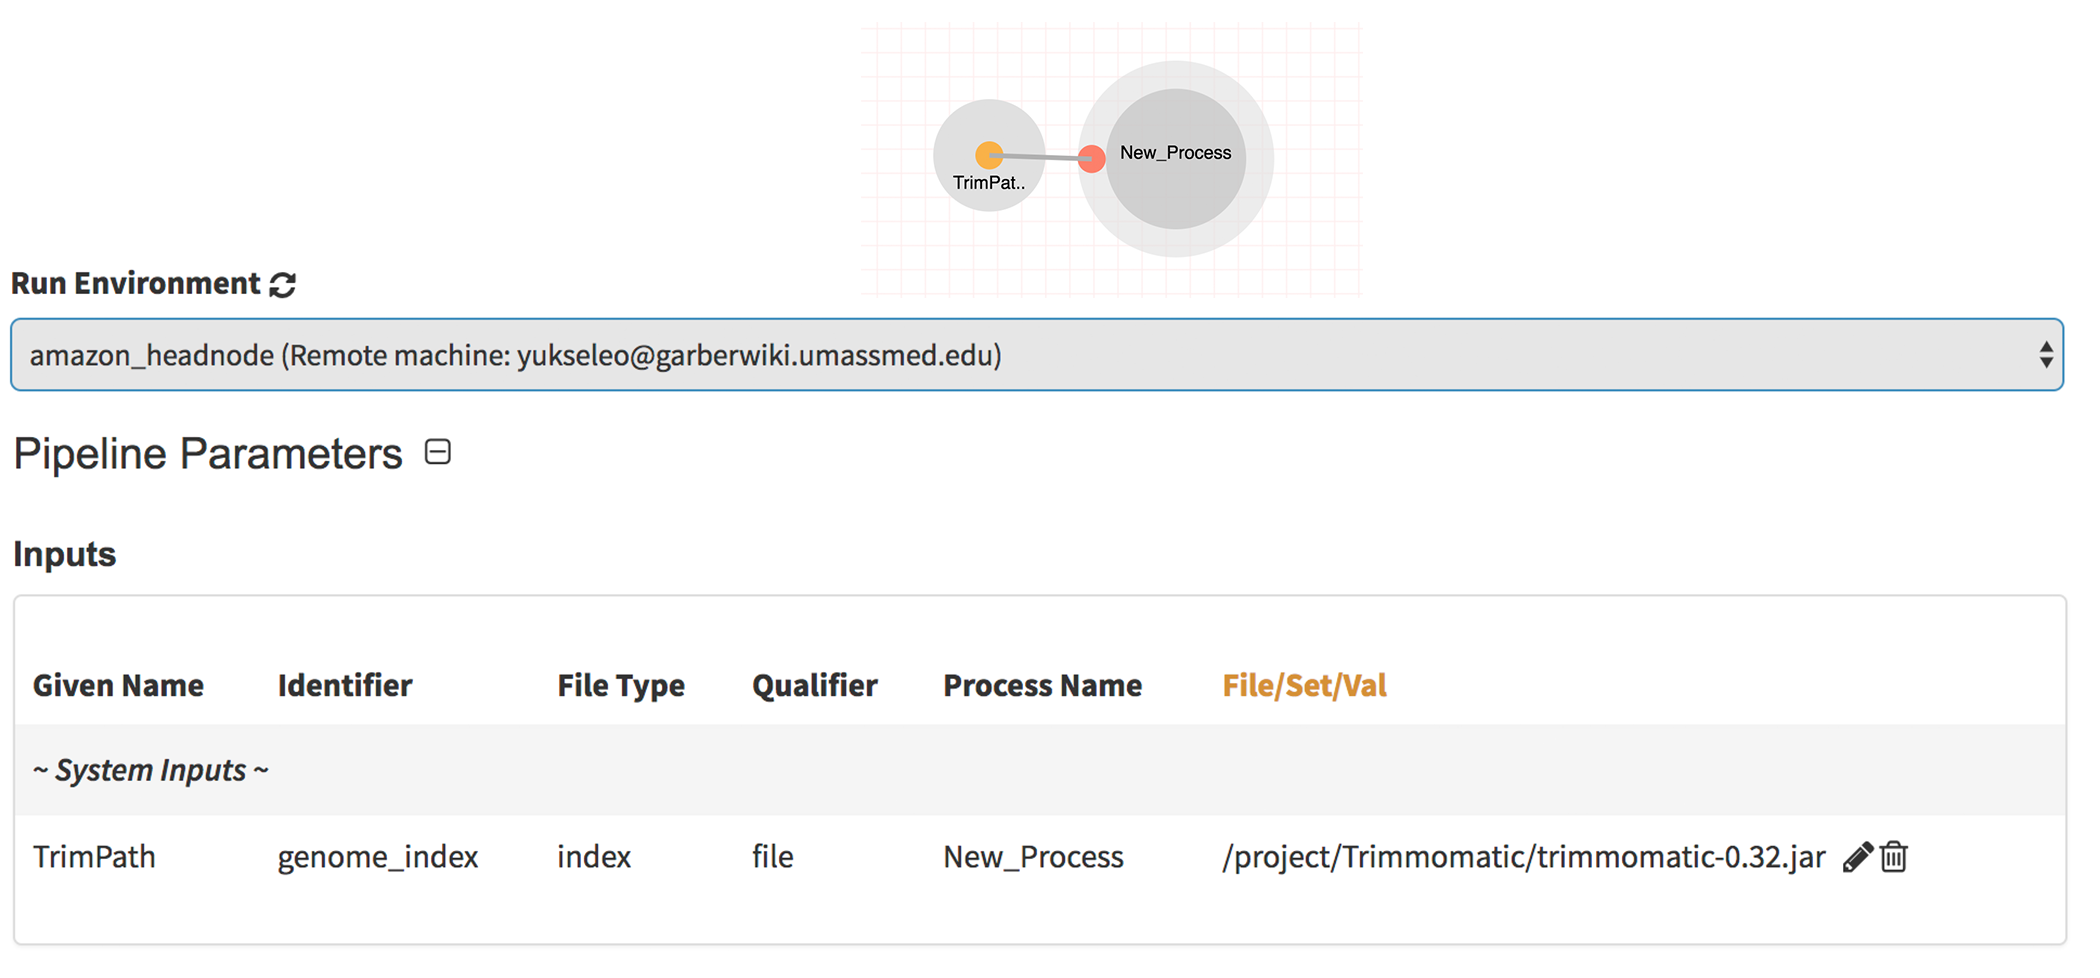 New_Process
TrimPat..
Run Environment
amazon_headnode (Remote machine: yukseleo@garberwiki.umassmed.edu)
Pipeline Parameters
Inputs
Given Name Identifier File Type Qualifier Process Name File/Set/Val
~ System Inputs ~
TrimPath genome_index index file New_Process /project/Trimmomatic/trimmomatic-0.32.jar